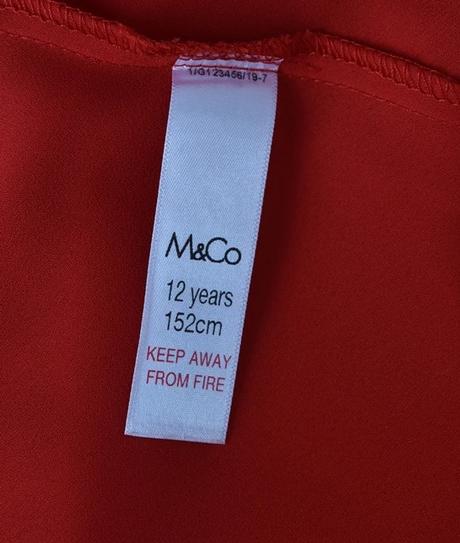 1/G123456/19-7
M&Co
12 years
152cm
KEEP AWAY
FROM FIRE